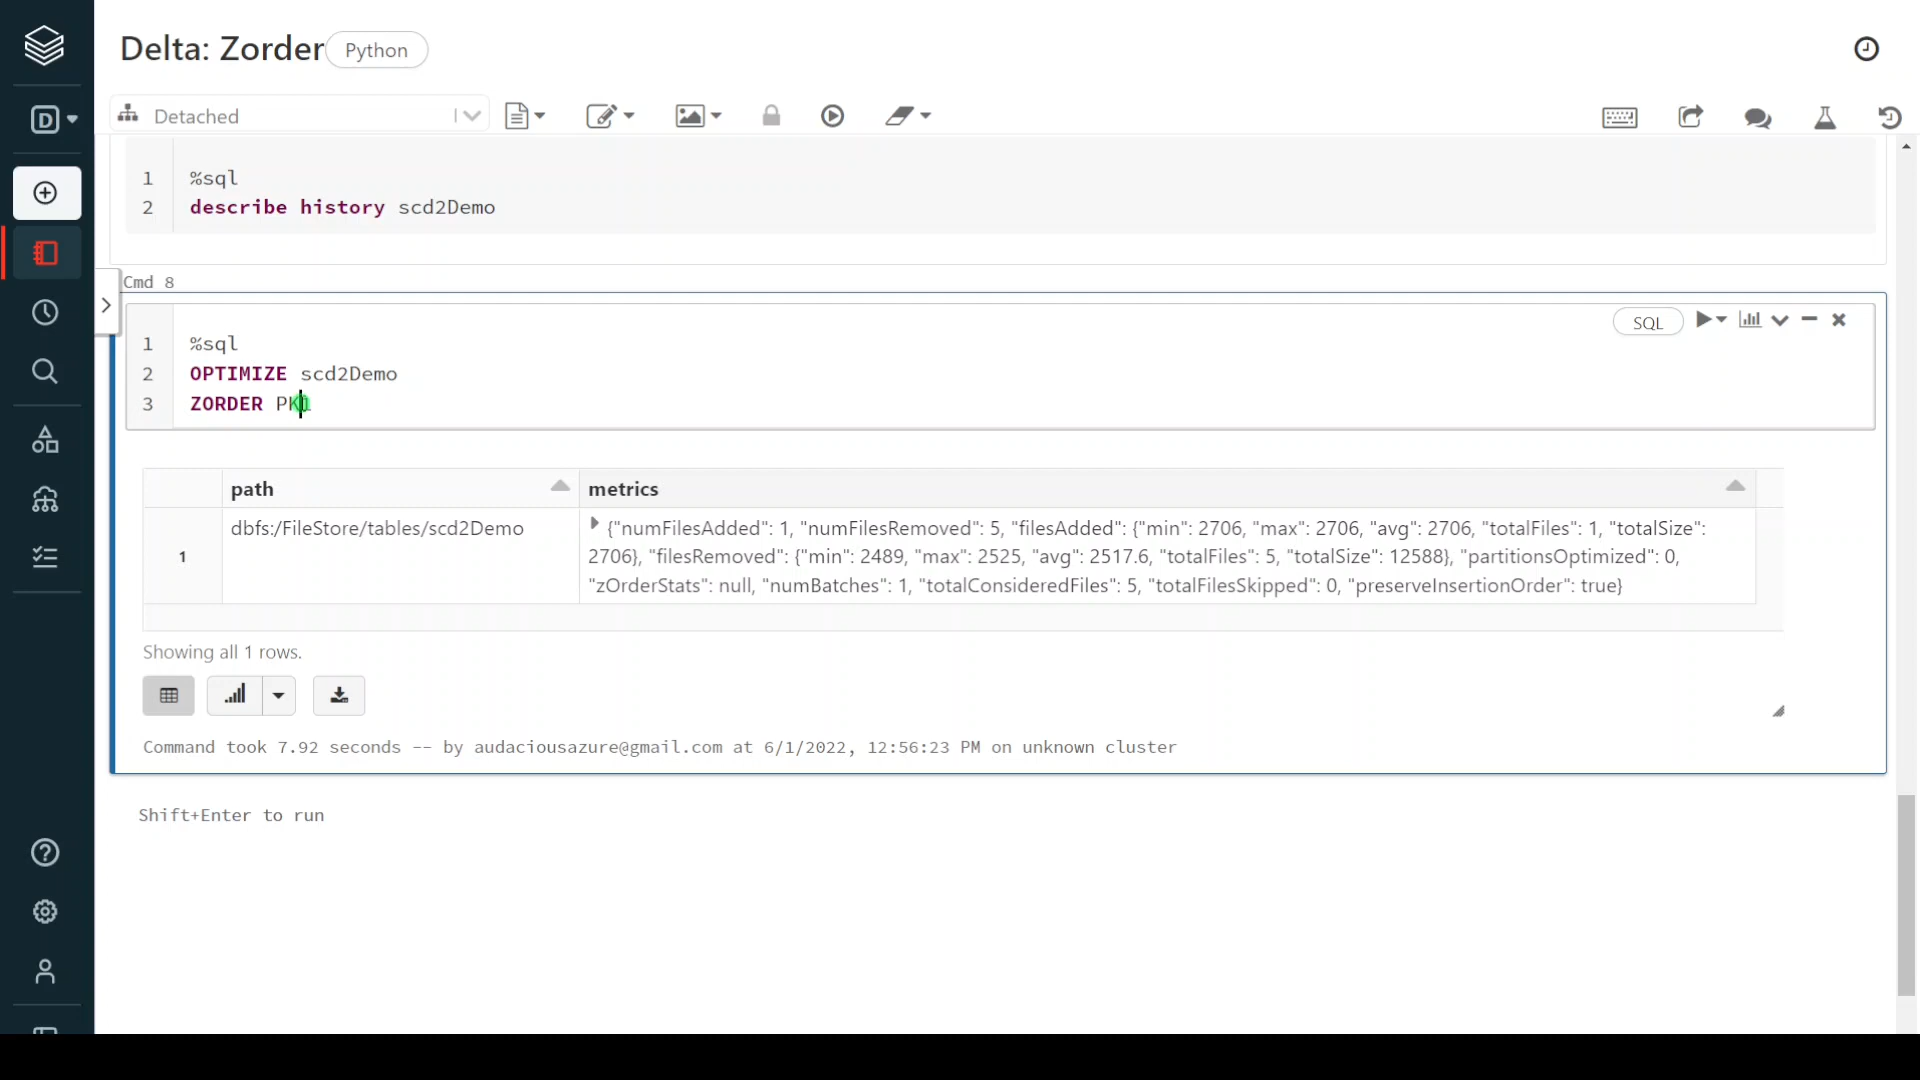 Delta: Zorder Python
Detached
1 %sql
2 describe history scd2Demo
Cmd 8
SQL
1 %sql
2 OPTIMIZE scd2Demo
3 ZORDER PK1
path metrics
1 dbfs:/FileStore/tables/scd2Demo {"numFilesAdded": 1, "numFilesRemoved": 5, "filesAdded": {"min": 2706, "max": 2706, "avg": 2706, "totalFiles": 1, "totalSize":
2706}, "filesRemoved": {"min": 2489, "max": 2525, "avg": 2517.6, "totalFiles": 5, "totalSize": 12588}, "partitionsOptimized": 0,
"zOrderStats": null, "numBatches": 1, "totalConsideredFiles": 5, "totalFilesSkipped": 0, "preserveInsertionOrder": true}
Showing all 1 rows.
Command took 7.92 seconds -- by audaciousazure@gmail.com at 6/1/2022, 12:56:23 PM on unknown cluster
Shift+Enter to run